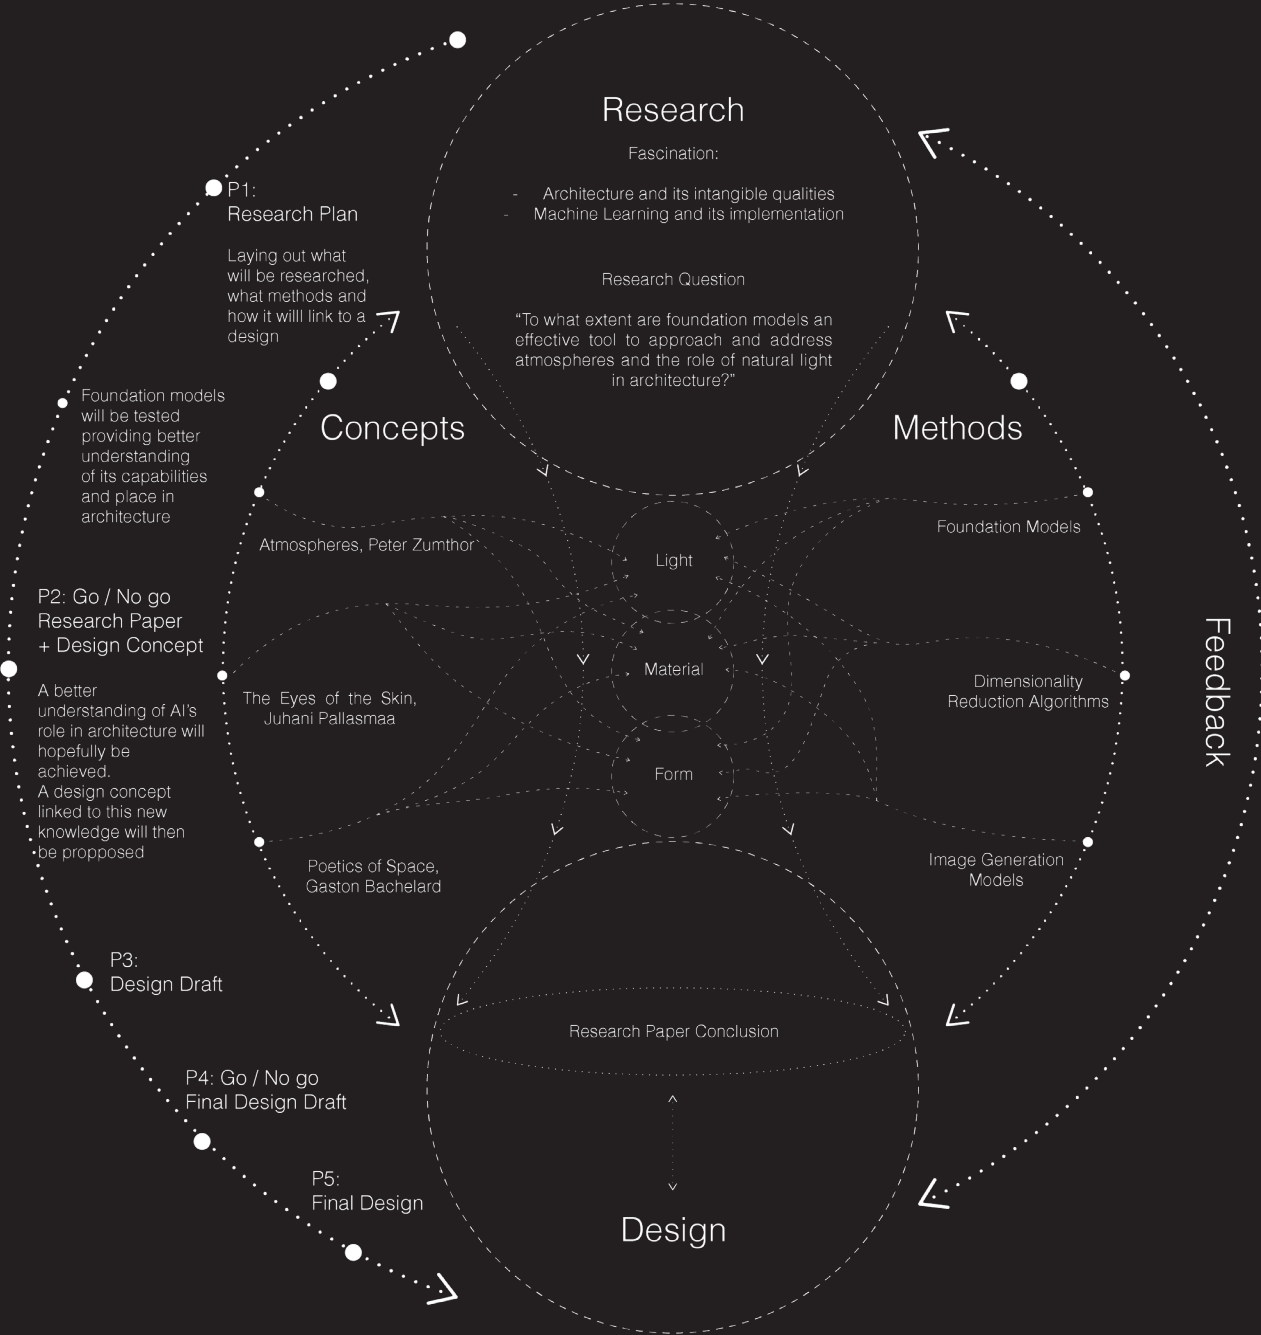 Research
Fascination:
- Architecture and its intangible qualities
- Machine Learning and its implementation
Research Question
“To what extent are foundation models an
effective tool to approach and address
atmospheres and the role of natural light
in architecture?”
P1:
Research Plan
Laying out what
will be researched,
what methods and
how it willl link to a
design
Foundation models
will be tested
providing better
understanding
of its capabilities
and place in
architecture
P2: Go / No go
Research Paper
+ Design Concept
A better
understanding of AI's
role in architecture will
hopefully be
achieved.
A design concept
linked to this new
knowledge will then
be propposed
P3:
Design Draft
P4: Go / No go
Final Design Draft
P5:
Final Design
Concepts
Atmospheres, Peter Zumthor
The Eyes of the Skin,
Juhani Pallasmaa
Poetics of Space,
Gaston Bachelard
Light
Material
Form
Methods
Foundation Models
Dimensionality
Reduction Algorithms
Image Generation
Models
Feedback
Research Paper Conclusion
Design